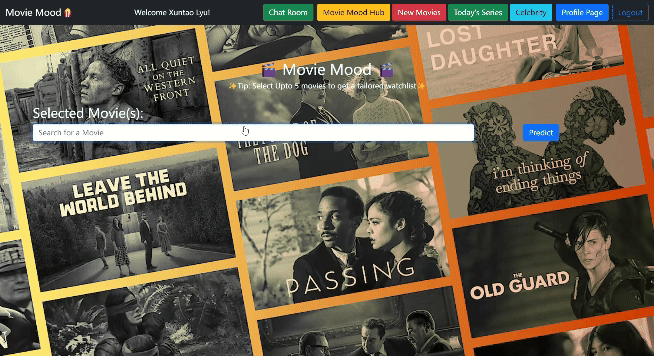 Movie Mood🍿
Welcome Xuntao Lyu!
Chat Room
Movie Mood Hub
New Movies
Today's Series
Celebrity
Profile Page
Logout
🎬 Movie Mood 🎬
✨Tip: Select Upto 5 movies to get a tailored watchlist✨
Selected Movie(s):
Search for a Movie
Predict
ALL QUIET
ON THE
WESTERN
FRONT
LOST
DAUGHTER
THE DOG
i'm thinking of
ending things
LEAVE THE
WORLD BEHIND
PASSING
THE
OLD GUARD